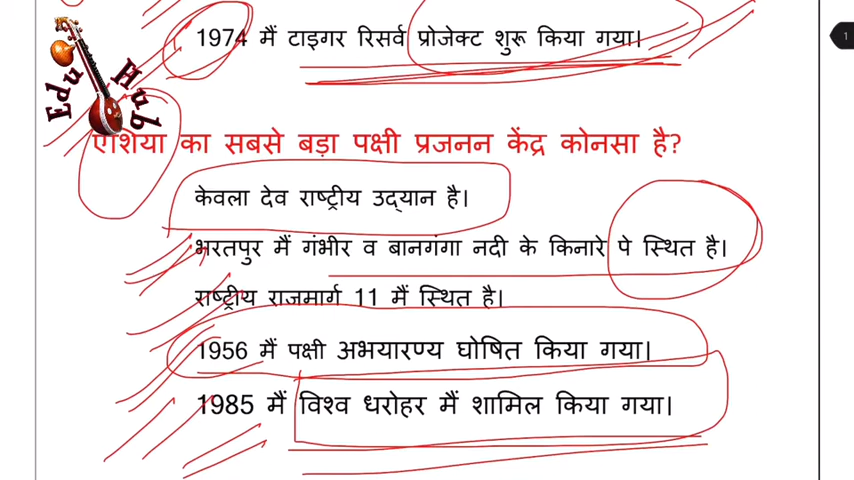 1974 मैं टाइगर रिसर्व प्रोजेक्ट शुरू किया गया।
Edu Hub
एशिया का सबसे बड़ा पक्षी प्रजनन केंद्र कोनसा है?
केवला देव राष्ट्रीय उद्यान है।
भरतपुर मैं गंभीर व बानगंगा नदी के किनारे पे स्थित है।
राष्ट्रीय राजमार्ग 11 मैं स्थित है।
1956 मैं पक्षी अभयारण्य घोषित किया गया।
1985 मैं विश्व धरोहर मैं शामिल किया गया।
1